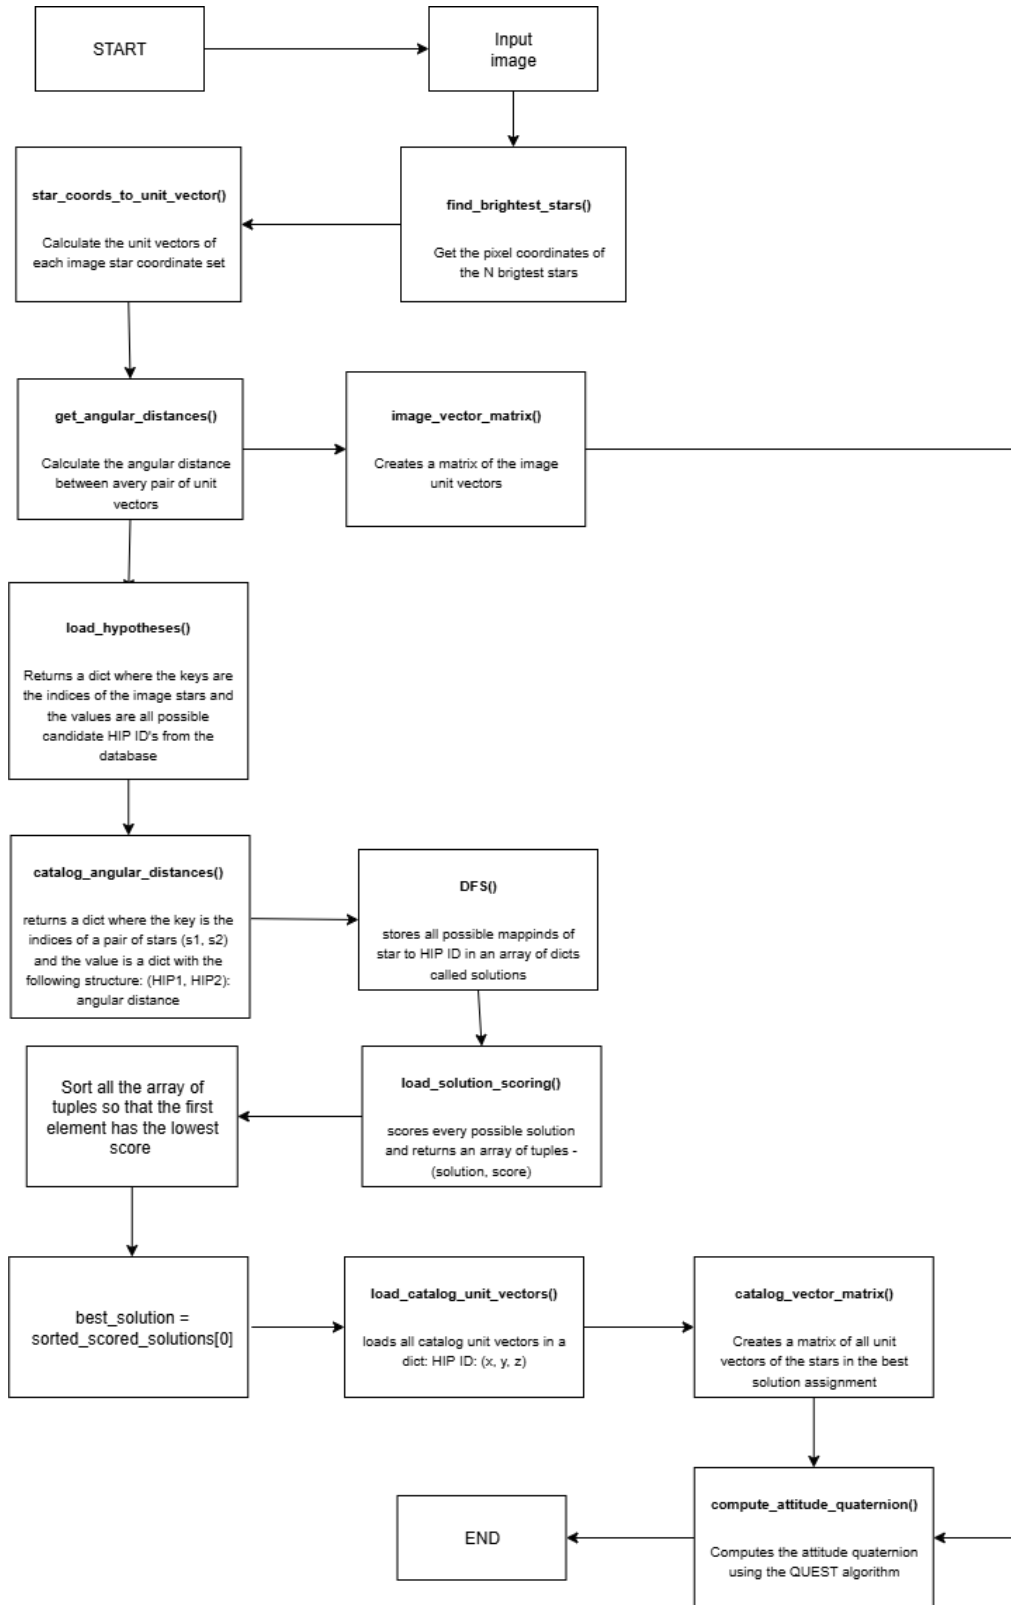 START
Input
image
find_brightest_stars()
Get the pixel coordinates of
the N brigtest stars
star_coords_to_unit_vector()
Calculate the unit vectors of
each image star coordinate set
get_angular_distances()
Calculate the angular distance
between avery pair of unit
vectors
image_vector_matrix()
Creates a matrix of the image
unit vectors
load_hypotheses()
Returns a dict where the keys are
the indices of the image stars and
the values are all possible
candidate HIP ID's from the
database
catalog_angular_distances()
returns a dict where the key is the
indices of a pair of stars (s1, s2)
and the value is a dict with the
following structure: (HIP1, HIP2):
angular distance
DFS()
stores all possible mappinds of
star to HIP ID in an array of dicts
called solutions
load_solution_scoring()
scores every possible solution
and returns an array of tuples -
(solution, score)
Sort all the array of
tuples so that the first
element has the lowest
score
best_solution =
sorted_scored_solutions[0]
load_catalog_unit_vectors()
loads all catalog unit vectors in a
dict: HIP ID: (x, y, z)
catalog_vector_matrix()
Creates a matrix of all unit
vectors of the stars in the best
solution assignment
compute_attitude_quaternion()
Computes the attitude quaternion
using the QUEST algorithm
END